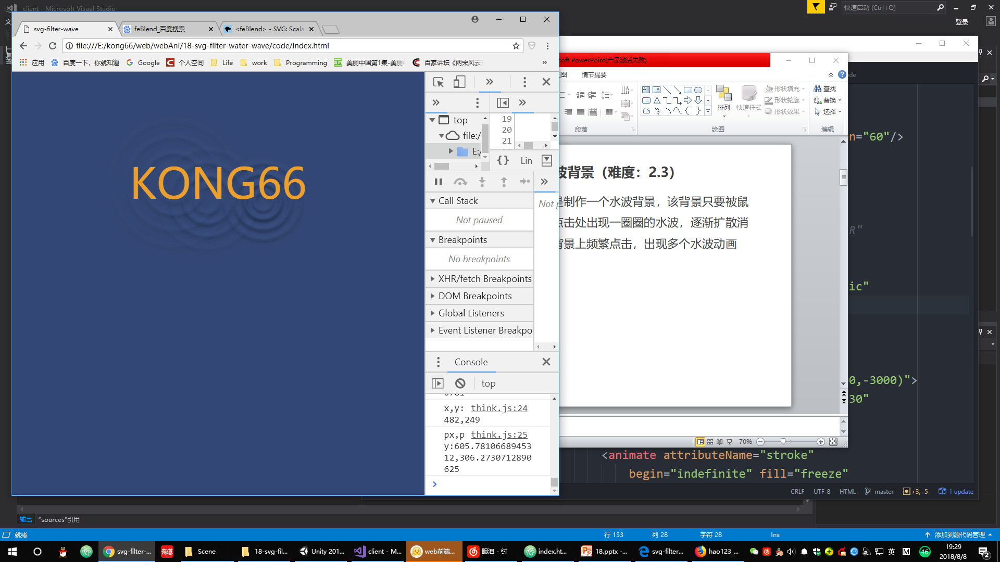 client - Microsoft Visual Studio
快速启动 (Ctrl+Q)
文
登录
svg-filter-wave
feBlend_百度搜索
<feBlend> - SVG: Scala
file:///E:/kong66/web/webAni/18-svg-filter-water-wave/code/index.html
应用
百度一下，你就知道
Google
个人空间
Life
work
Programming
美丽中国第1集-美丽
百家讲坛《两宋风云》
»
KONG66
top
file:/
E:/
19
20
21
{}
Lin
Call Stack
Not paused
Not p
Breakpoints
No breakpoints
XHR/fetch Breakpoints
DOM Breakpoints
Global Listeners
Event Listener Breakpoi
Console
top
x,y: think.js:24
482,249
px,p think.js:25
y:605.78106689453
12,306.2730712890
625
soft PowerPoint(产品激活失败)
图
情节提要
段落
排列
快速样式
形状填充
形状轮廓
形状效果
绘图
查找
替换
选择
编辑
波背景（难度：2.3）
是制作一个水波背景，该背景只要被鼠
点击处出现一圈圈的水波，逐渐扩散消
背景上频繁点击，出现多个水波动画
70%
n="60"/>
R"
ic"
0,-3000)">
30"
<animate attributeName="stroke"
begin="indefinite" fill="freeze"
CRLF
UTF-8
HTML
master
+3, -5
1 update
输出
"sources"引用
就绪
行 133
列 28
字符 28
Ins
添加到源代码管理
svg-filter-...
有道
Scene
18-svg-fil...
Unity 201...
client - M...
web前端...
眼泪 - 付
index.ht...
18.pptx -...
svg-filter...
hao123_...
英
M
46
19:29
2018/8/8
2